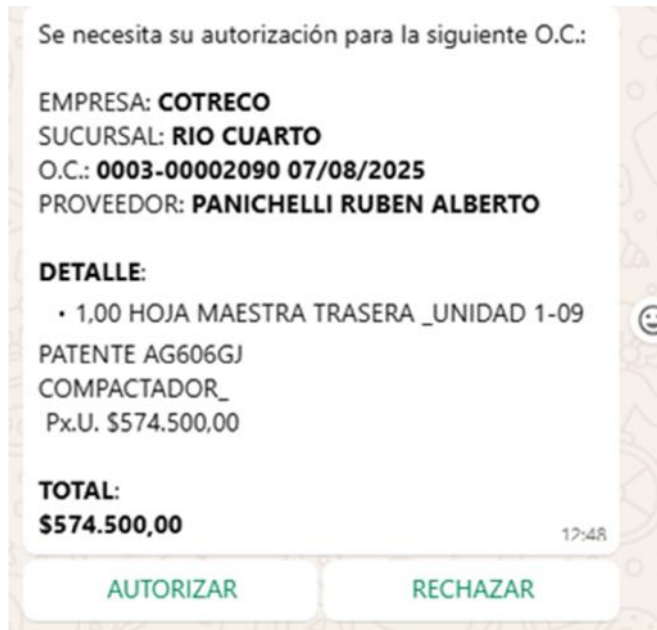 Se necesita su autorización para la siguiente O.C.:
EMPRESA: COTRECO
SUCURSAL: RIO CUARTO
O.C.: 0003-00002090 07/08/2025
PROVEEDOR: PANICHELLI RUBEN ALBERTO
DETALLE:
• 1,00 HOJA MAESTRA TRASERA _UNIDAD 1-09
PATENTE AG606GJ
COMPACTADOR_
Px.U. $574.500,00
TOTAL:
$574.500,00
12:48
AUTORIZAR
RECHAZAR